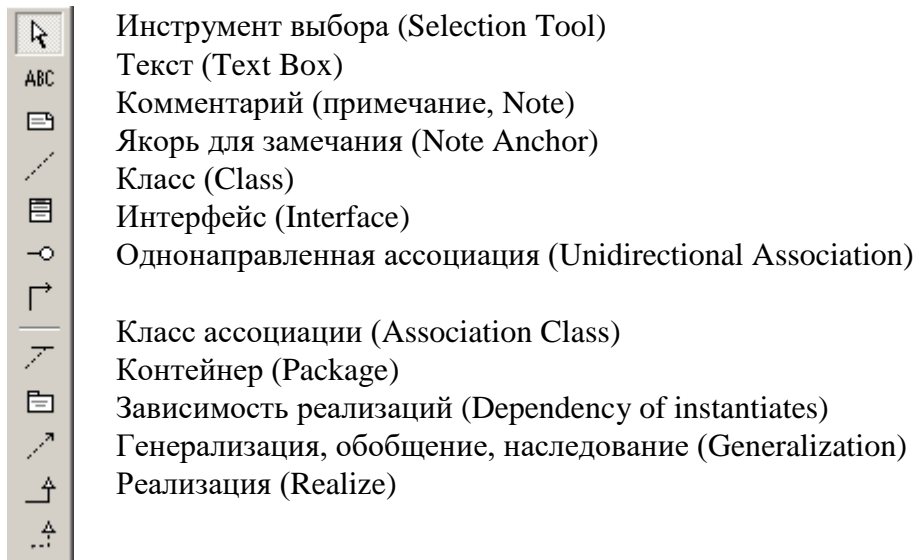 Инструмент выбора (Selection Tool)
ABC Текст (Text Box)
Комментарий (примечание, Note)
Якорь для замечания (Note Anchor)
Класс (Class)
Интерфейс (Interface)
Однонаправленная ассоциация (Unidirectional Association)
Класс ассоциации (Association Class)
Контейнер (Package)
Зависимость реализаций (Dependency of instantiates)
Генерализация, обобщение, наследование (Generalization)
Реализация (Realize)